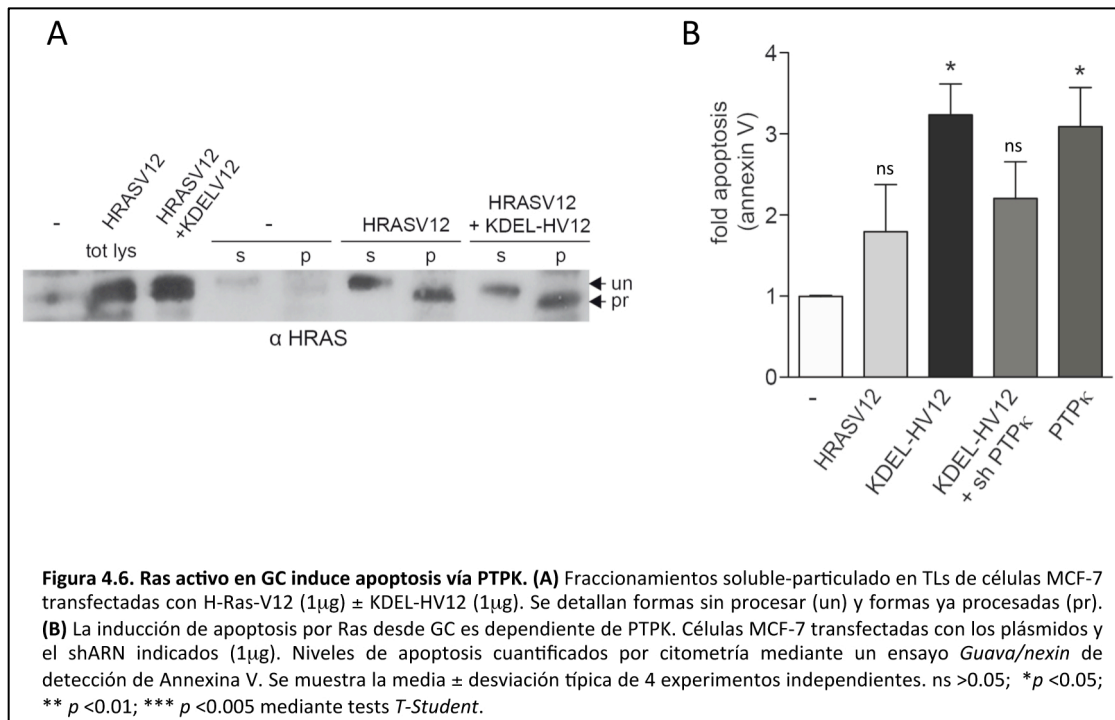 A
-
HRASV12
HRASV12
+KDELV12
tot lys
-
HRASV12
HRASV12
+ KDEL-HV12
s
p
s
p
s
p
un
pr
α HRAS
B
fold apoptosis
(annexin V)
4
3
2
1
0
ns
*
ns
*
-
HRASV12
KDEL-HV12
KDEL-HV12
+ sh PTPκ
PTPκ
Figura 4.6. Ras activo en GC induce apoptosis vía PTPK. (A) Fraccionamientos soluble-particulado en TLs de células MCF-7
transfectadas con H-Ras-V12 (1μg) ± KDEL-HV12 (1μg). Se detallan formas sin procesar (un) y formas ya procesadas (pr).
(B) La inducción de apoptosis por Ras desde GC es dependiente de PTPK. Células MCF-7 transfectadas con los plásmidos y
el shARN indicados (1μg). Niveles de apoptosis cuantificados por citometría mediante un ensayo Guava/nexin de
detección de Annexina V. Se muestra la media ± desviación típica de 4 experimentos independientes. ns >0.05; *p <0.05;
** p <0.01; *** p <0.005 mediante tests T-Student.